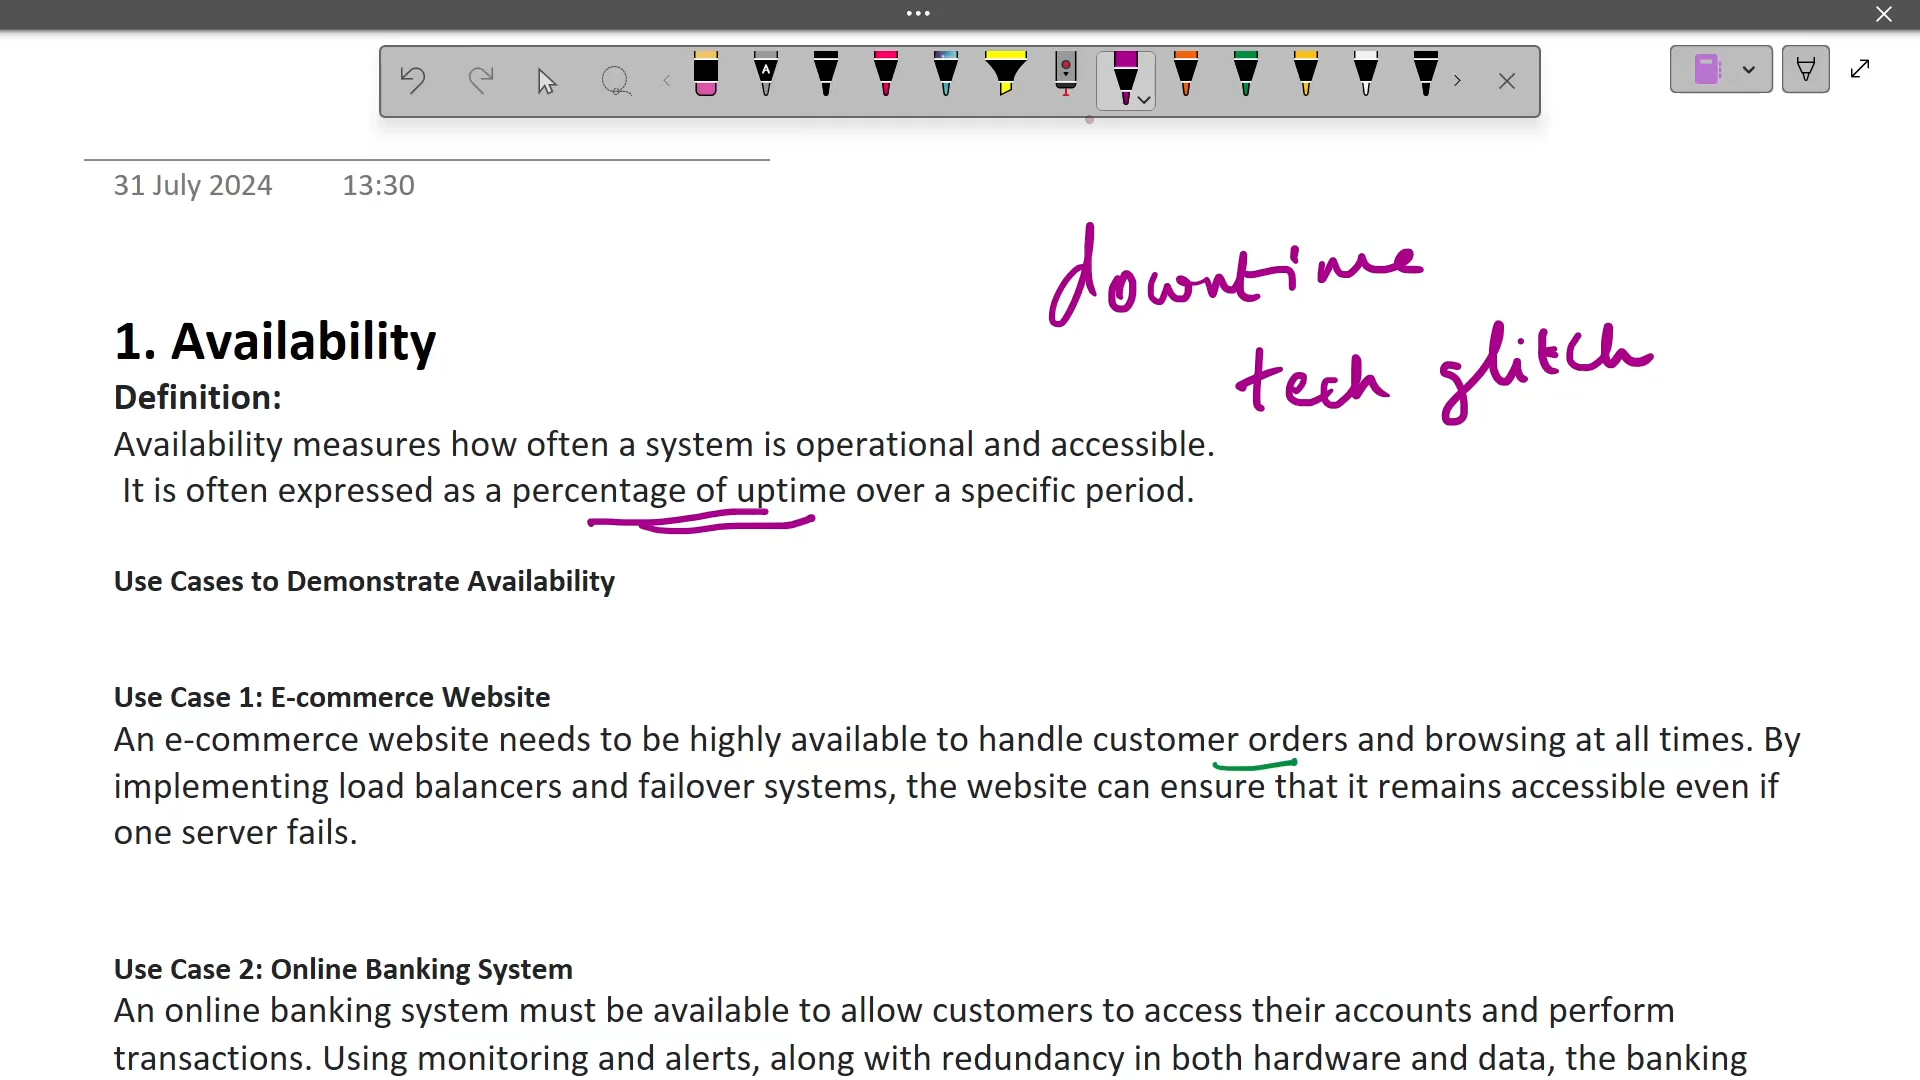 31 July 2024 13:30
downtime
1. Availability
tech glitch
Definition:
Availability measures how often a system is operational and accessible.
It is often expressed as a percentage of uptime over a specific period.
Use Cases to Demonstrate Availability
Use Case 1: E-commerce Website
An e-commerce website needs to be highly available to handle customer orders and browsing at all times. By
implementing load balancers and failover systems, the website can ensure that it remains accessible even if
one server fails.
Use Case 2: Online Banking System
An online banking system must be available to allow customers to access their accounts and perform
transactions. Using monitoring and alerts, along with redundancy in both hardware and data, the banking